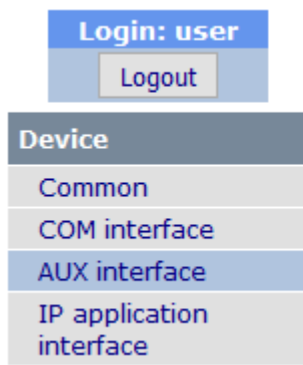 Login: user
Logout
Device
Common
COM interface
AUX interface
IP application
interface